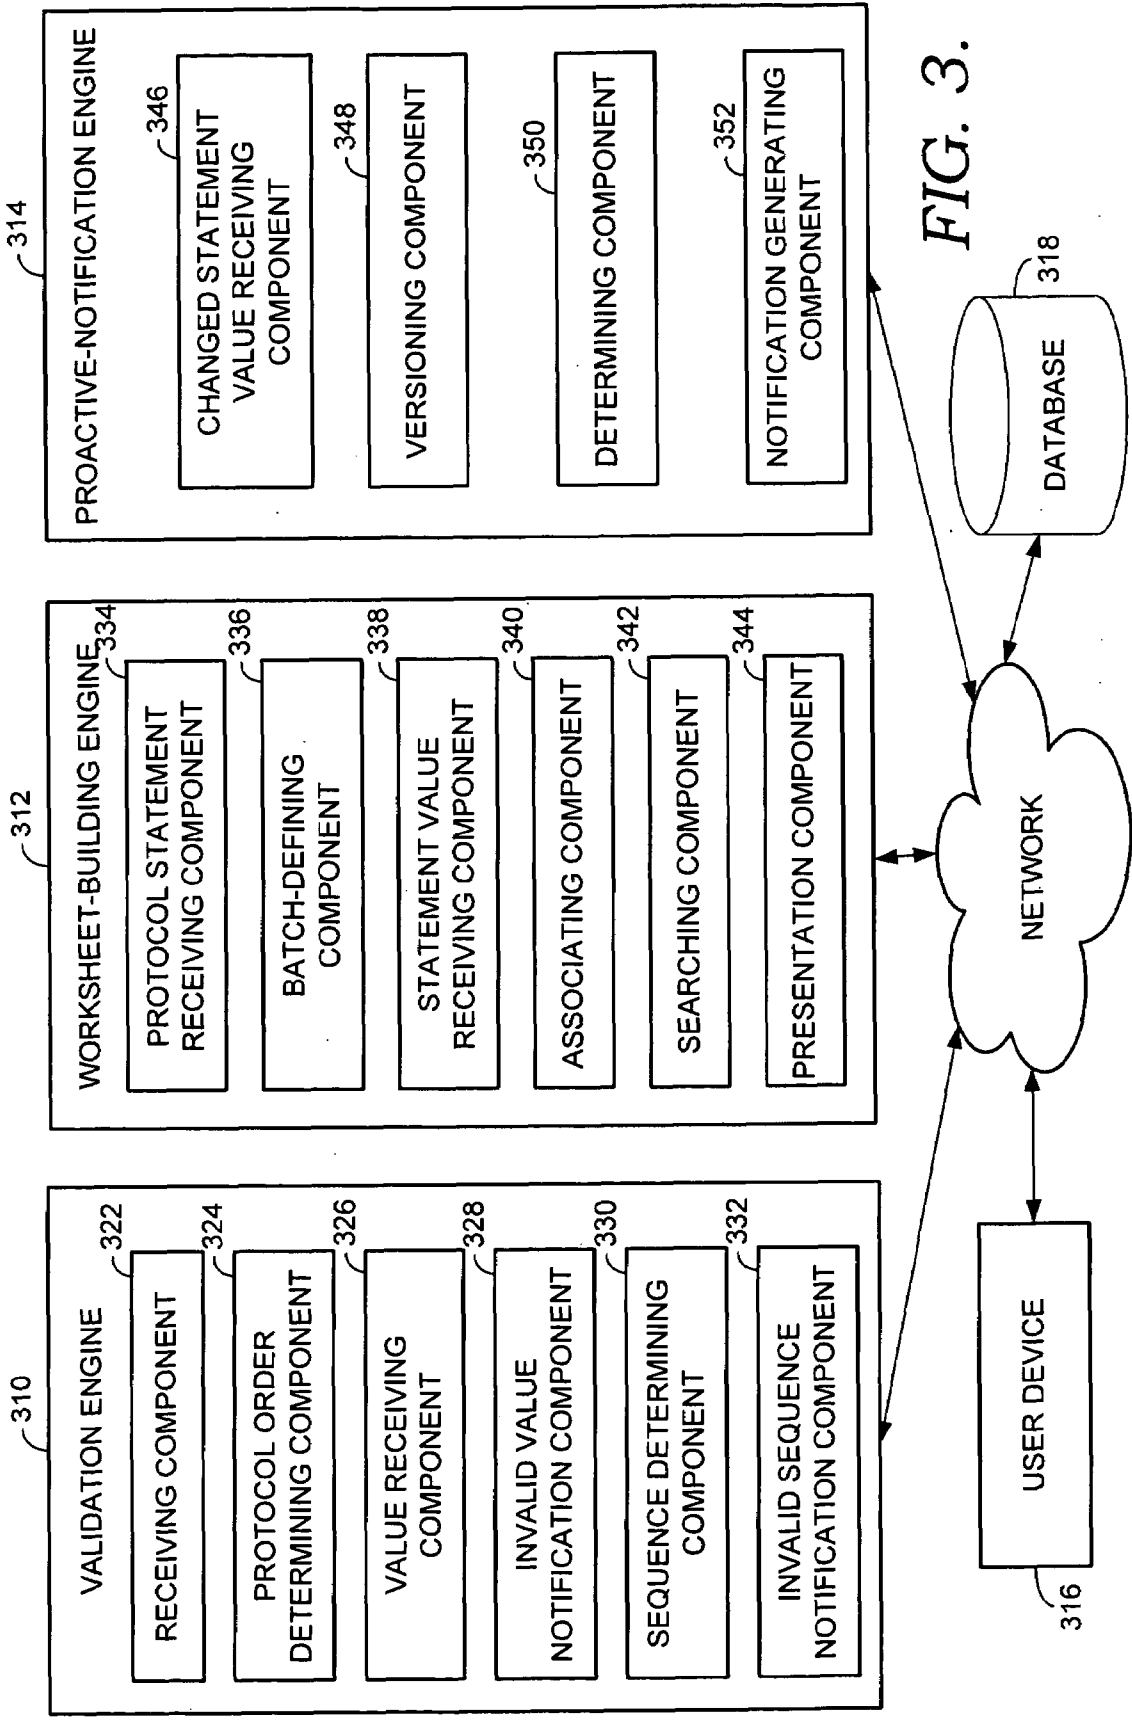 310
VALIDATION ENGINE
322
RECEIVING COMPONENT
324
PROTOCOL ORDER
DETERMINING COMPONENT
326
VALUE RECEIVING
COMPONENT
328
INVALID VALUE
NOTIFICATION COMPONENT
330
SEQUENCE DETERMINING
COMPONENT
332
INVALID SEQUENCE
NOTIFICATION COMPONENT
312
WORKSHEET-BUILDING ENGINE
334
PROTOCOL STATEMENT
RECEIVING COMPONENT
336
BATCH-DEFINING
COMPONENT
338
STATEMENT VALUE
RECEIVING COMPONENT
340
ASSOCIATING COMPONENT
342
SEARCHING COMPONENT
344
PRESENTATION COMPONENT
314
PROACTIVE-NOTIFICATION ENGINE
346
CHANGED STATEMENT
VALUE RECEIVING
COMPONENT
348
VERSIONING COMPONENT
350
DETERMINING COMPONENT
352
NOTIFICATION GENERATING
COMPONENT
USER DEVICE
316
NETWORK
DATABASE
318
FIG. 3.